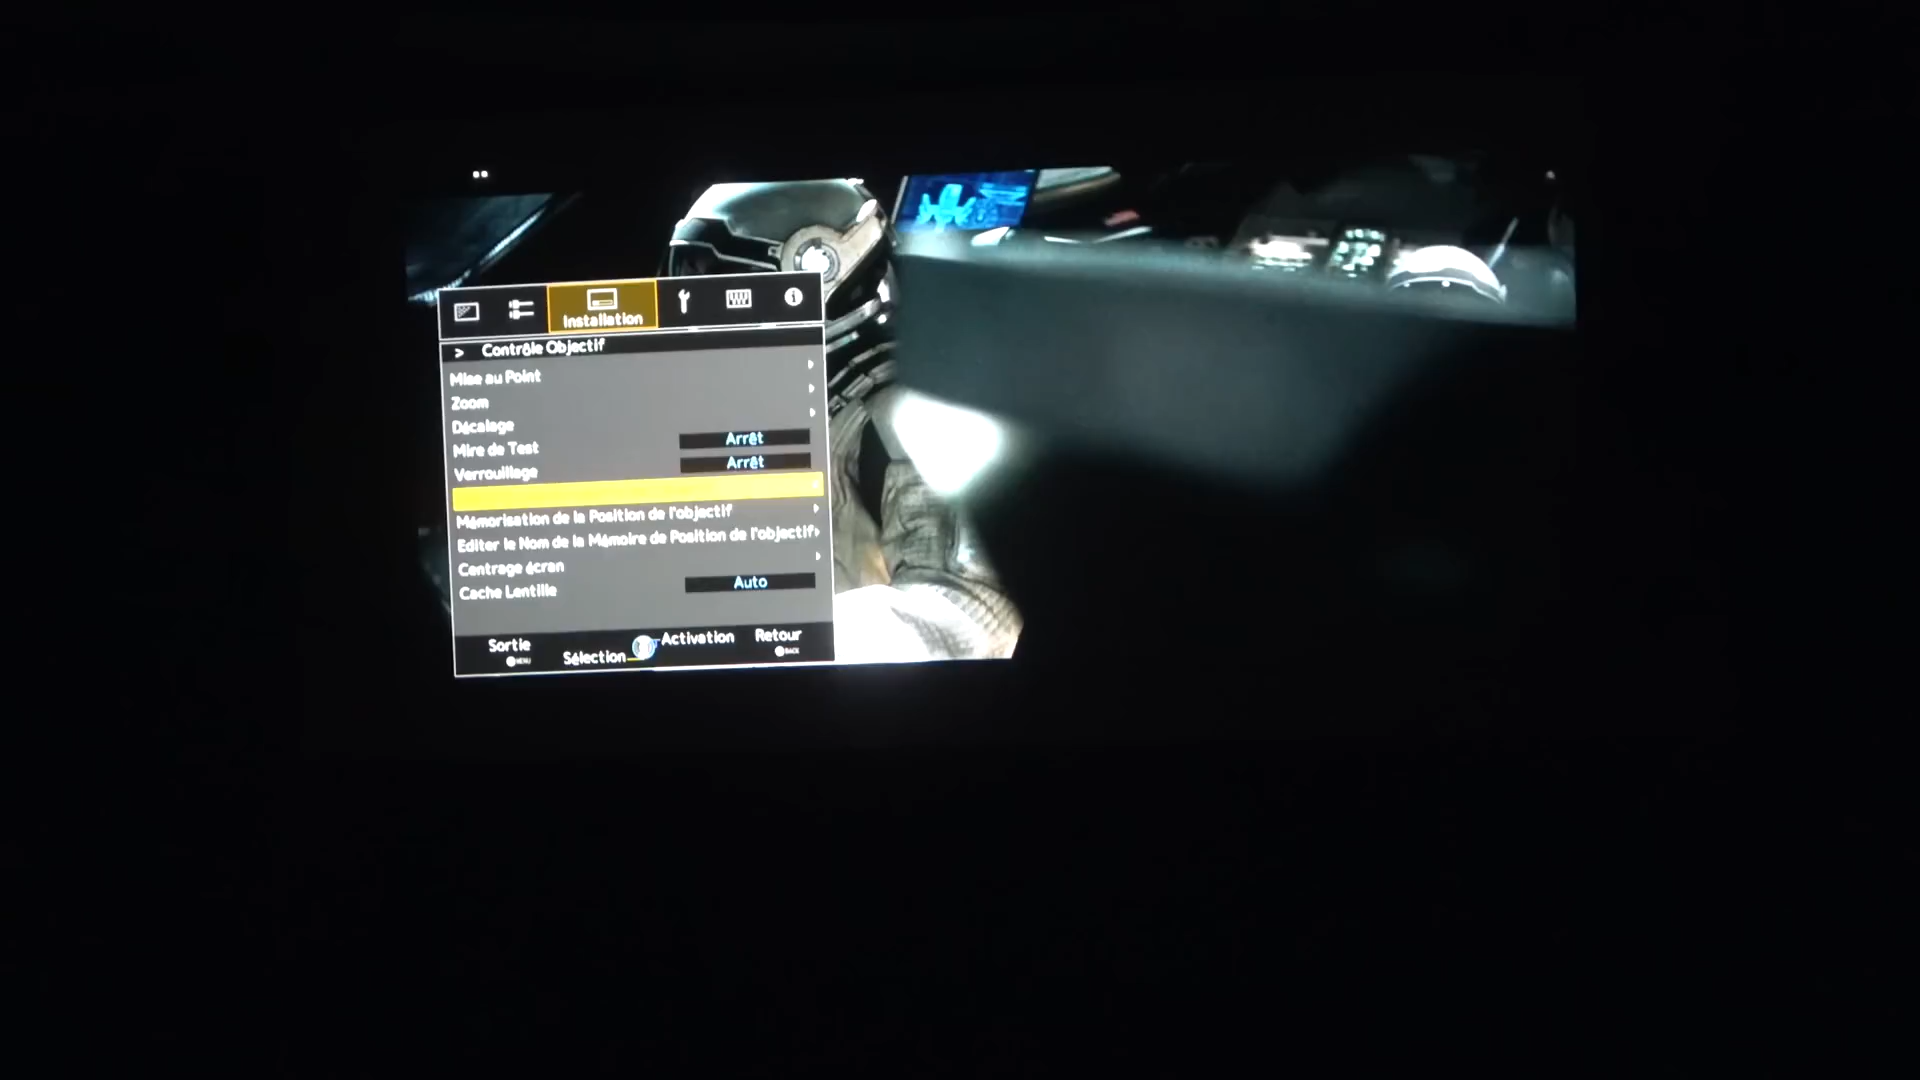 Installation
> Contrôle Objectif
Mise au Point
Zoom
Décalage
Mire de Test Arrêt
Verrouillage Arrêt
Mémorisation de la Position de l'objectif
Editer le Nom de la Mémoire de Position de l'objectif
Centrage écran
Cache Lentille Auto
Sortie
MENU
Sélection
Activation
Retour
BACK